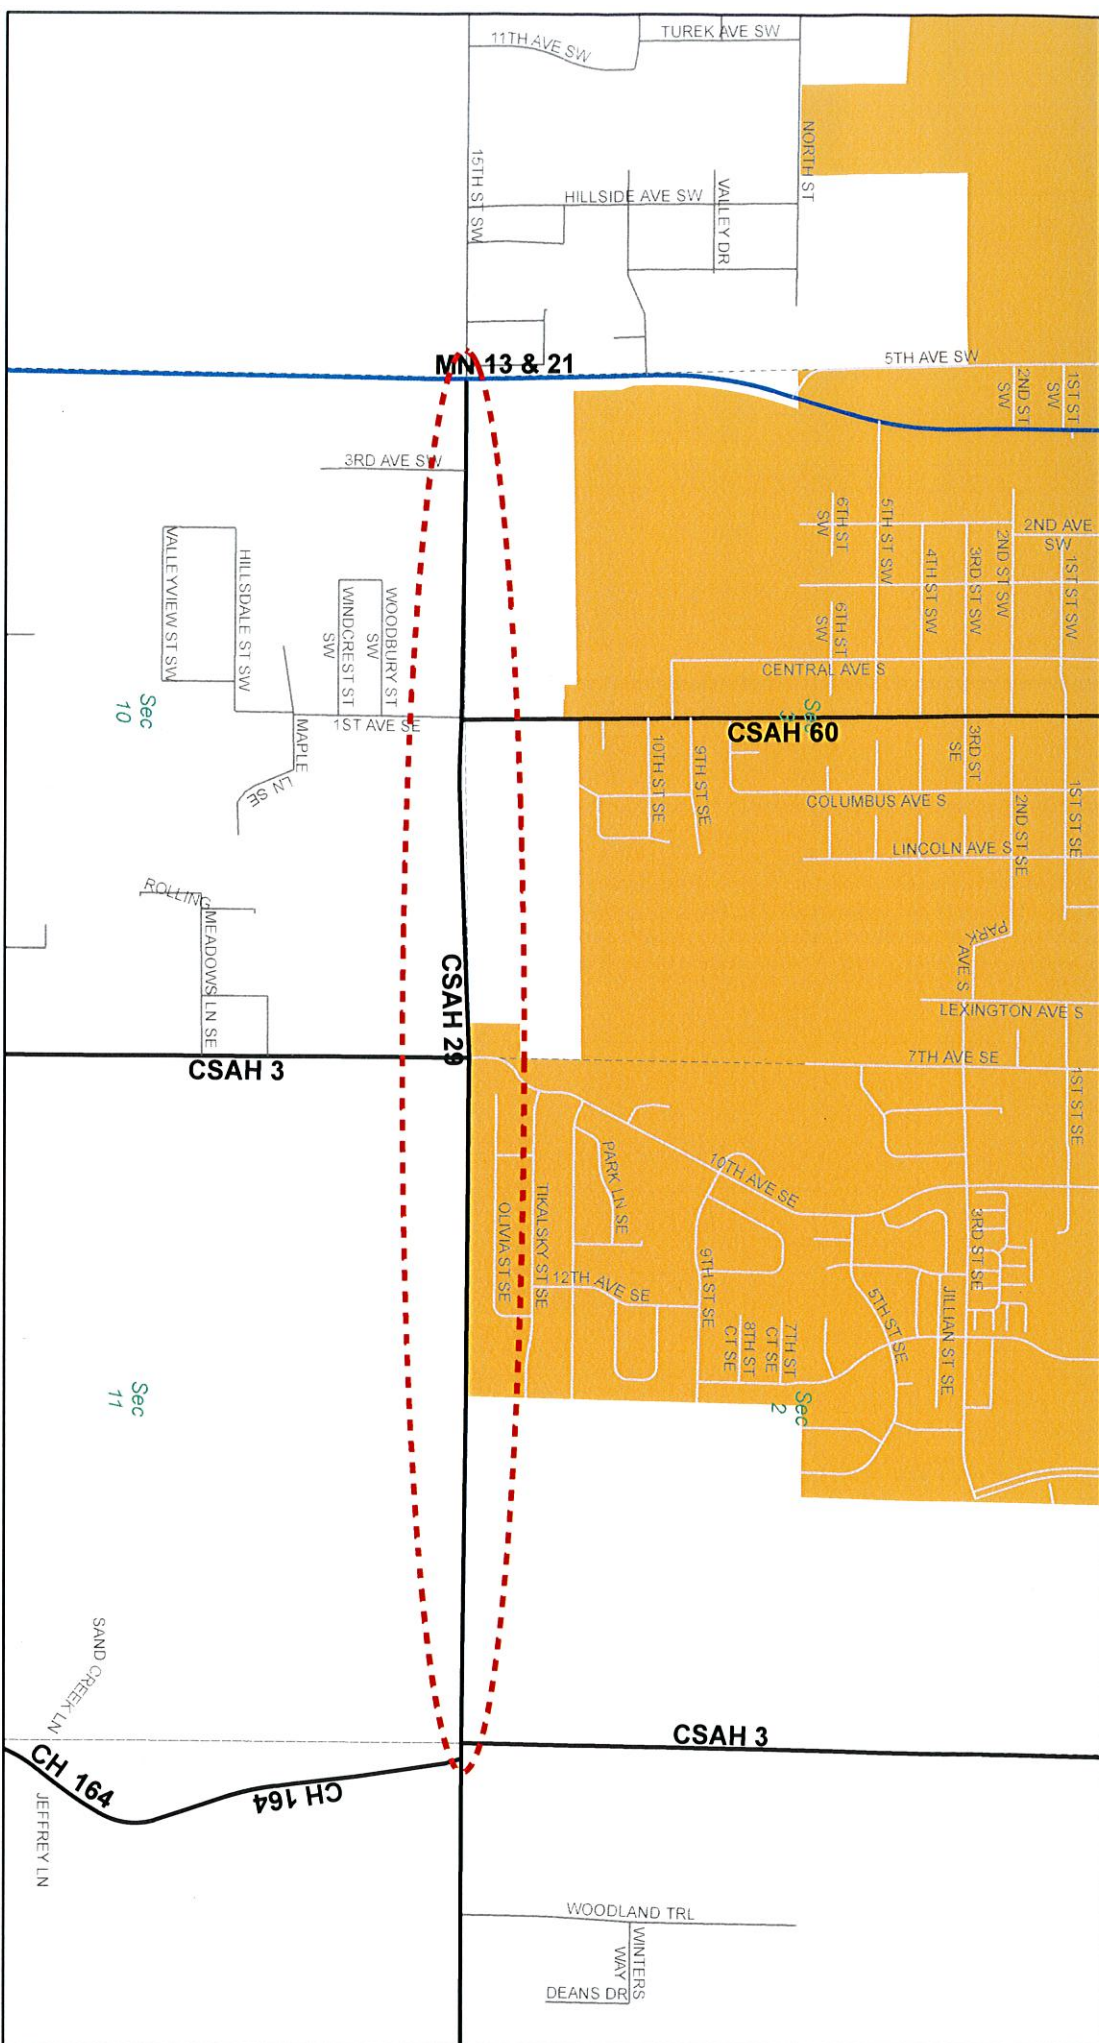 11TH AVE SW
TUREK AVE SW
NORTH ST
15TH ST SW
HILLSIDE AVE SW
VALLEY DR
MN 13 & 21
5TH AVE SW
1ST ST
SW
2ND ST
SW
3RD AVE SW
6TH ST
SW
5TH ST SW
2ND AVE
SW
2ND ST SW
3RD ST SW
4TH ST SW
1ST ST SW
6TH ST
SW
CENTRAL AVE S
VALLEYVIEW ST SW
HILLSDALE ST SW
WINDCREST ST
SW
WOODBURY ST
SW
Sec
10
1ST AVE SE
MAPLE
LN SE
Sec
3
CSAH 60
10TH ST SE
9TH ST SE
3RD ST
SE
COLUMBUS AVE S
2ND ST SE
1ST ST SE
LINCOLN AVE S
ROLLING
MEADOWS LN SE
PARK
AVE S
CSAH 29
LEXINGTON AVE S
7TH AVE SE
CSAH 3
1ST ST SE
PARK LN SE
10TH AVE SE
TIKALSKY ST SE
OLIVIA ST SE
12TH AVE SE
9TH ST SE
3RD ST SE
JILLIAN ST SE
5TH ST SE
7TH ST
CT SE
8TH ST
CT SE
Sec
2
Sec
11
SAND CREEK LN
CSAH 3
CH 164
CH 164
JEFFREY LN
WOODLAND TRL
WINTERS
WAY
DEANS DR